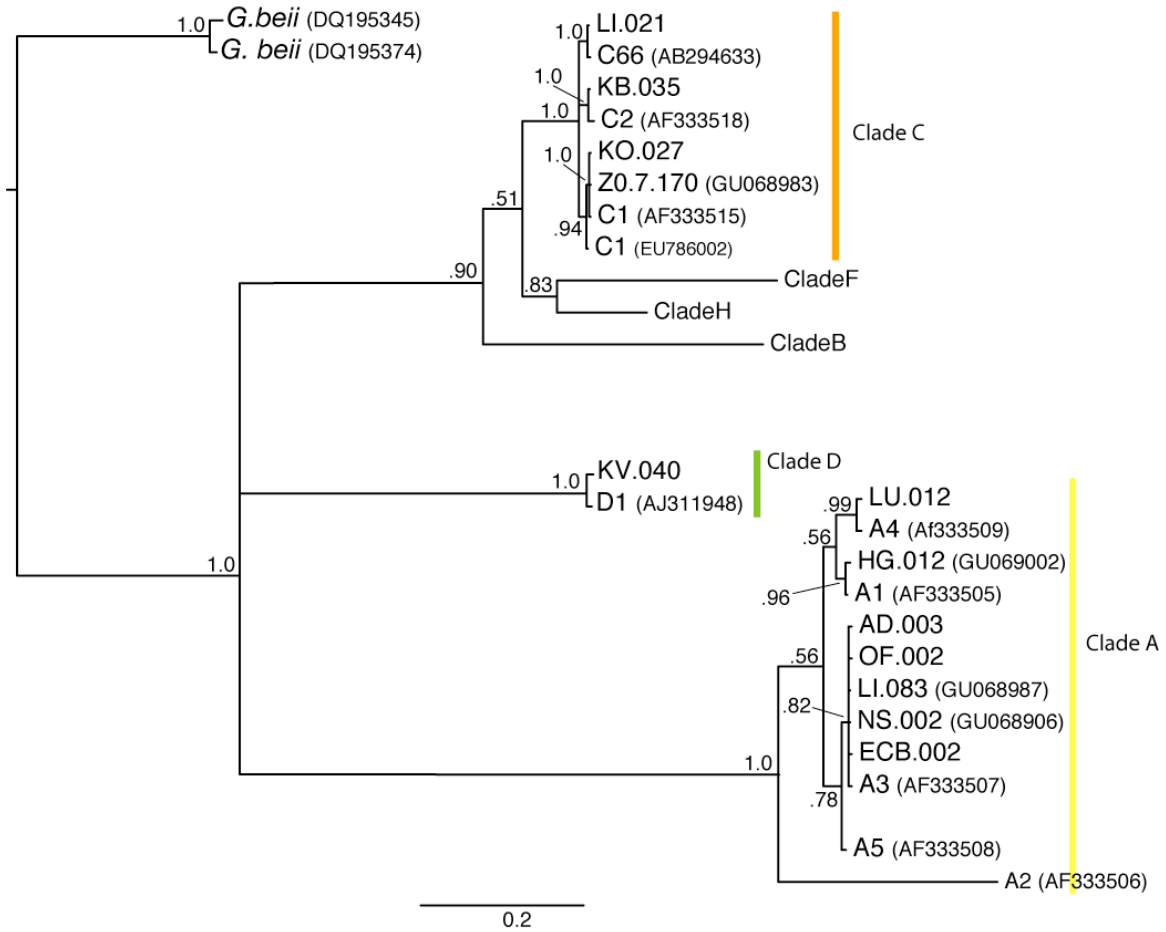 1.0
G.beii (DQ195345)
G. beii (DQ195374)
1.0
LI.021
C66 (AB294633)
1.0
KB.035
1.0
C2 (AF333518)
Clade C
1.0
KO.027
Z0.7.170 (GU068983)
.51
C1 (AF333515)
.94
C1 (EU786002)
.90
.83
CladeF
CladeH
CladeB
Clade D
1.0
KV.040
D1 (AJ311948)
.99
LU.012
A4 (Af333509)
.56
HG.012 (GU069002)
1.0
.96
A1 (AF333505)
AD.003
Clade A
.56
OF.002
LI.083 (GU068987)
.82
NS.002 (GU068906)
1.0
ECB.002
A3 (AF333507)
.78
A5 (AF333508)
A2 (AF333506)
0.2